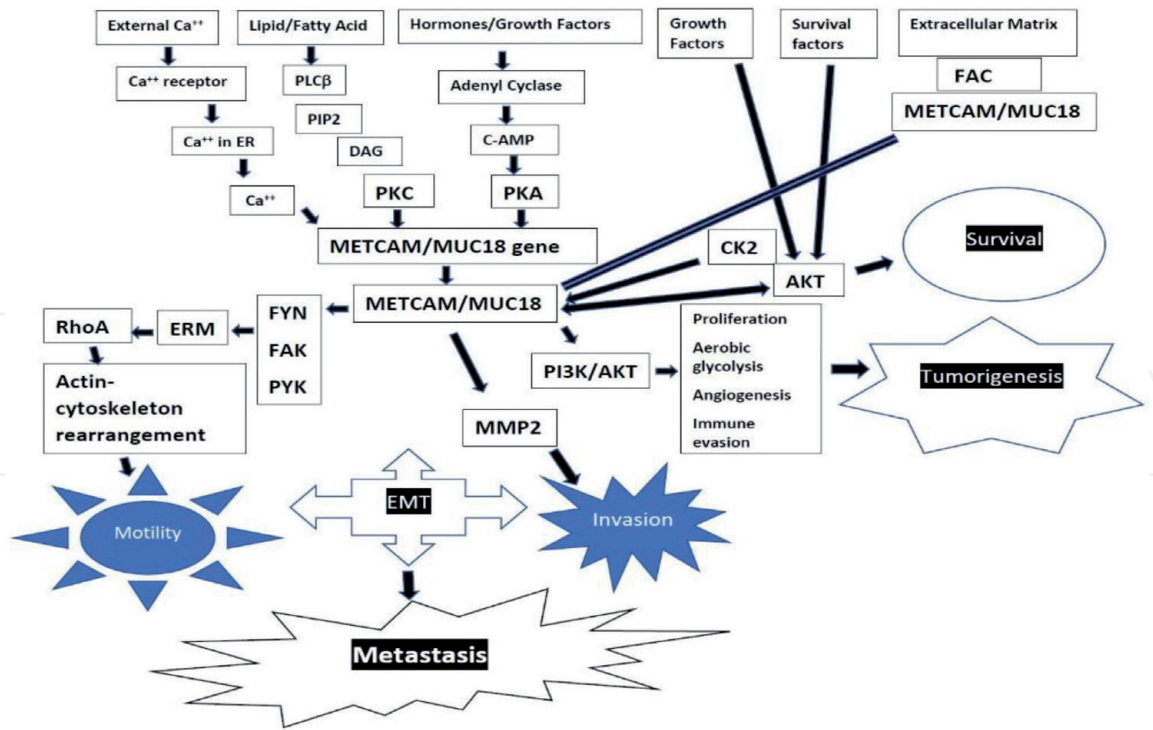 External Ca⁺⁺
Lipid/Fatty Acid
Hormones/Growth Factors
Growth
Factors
Survival
factors
Extracellular Matrix
Ca⁺⁺ receptor
PLCβ
Adenyl Cyclase
FAC
METCAM/MUC18
PIP2
Ca⁺⁺ in ER
DAG
C-AMP
Ca⁺⁺
PKC
PKA
METCAM/MUC18 gene
CK2
AKT
Survival
METCAM/MUC18
RhoA
ERM
FYN
FAK
PYK
PI3K/AKT
Proliferation
Aerobic
glycolysis
Angiogenesis
Immune
evasion
Tumorigenesis
Actin-
cytoskeleton
rearrangement
MMP2
Motility
EMT
Invasion
Metastasis